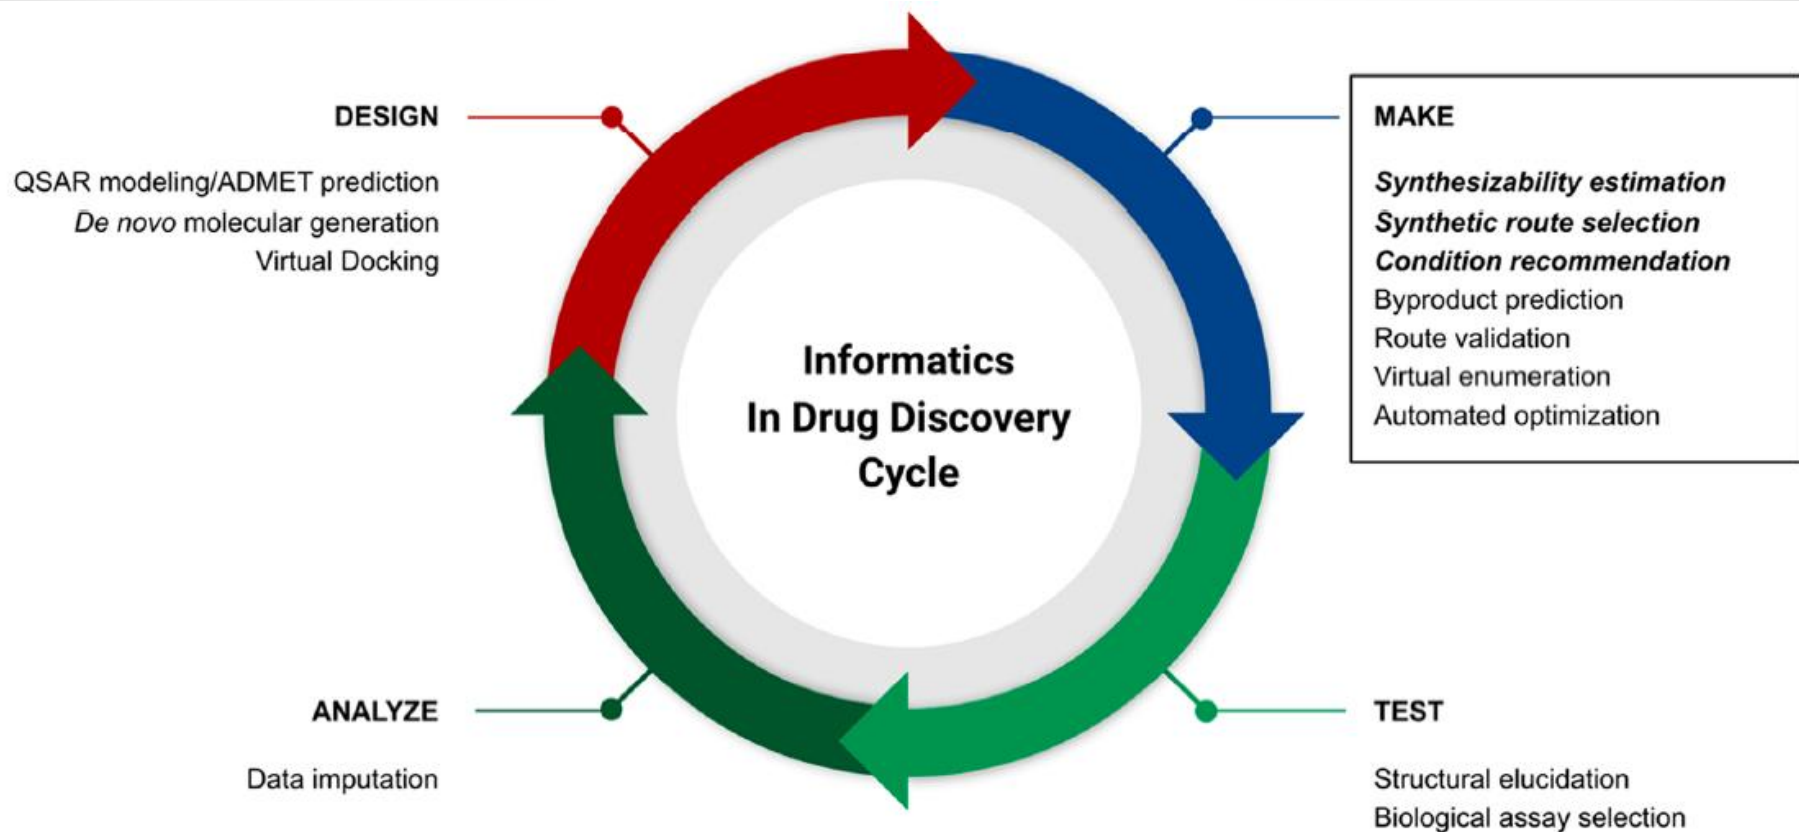 DESIGN
QSAR modeling/ADMET prediction
De novo molecular generation
Virtual Docking
MAKE
Synthesizability estimation
Synthetic route selection
Condition recommendation
Byproduct prediction
Route validation
Virtual enumeration
Automated optimization
Informatics
In Drug Discovery
Cycle
ANALYZE
Data imputation
TEST
Structural elucidation
Biological assay selection